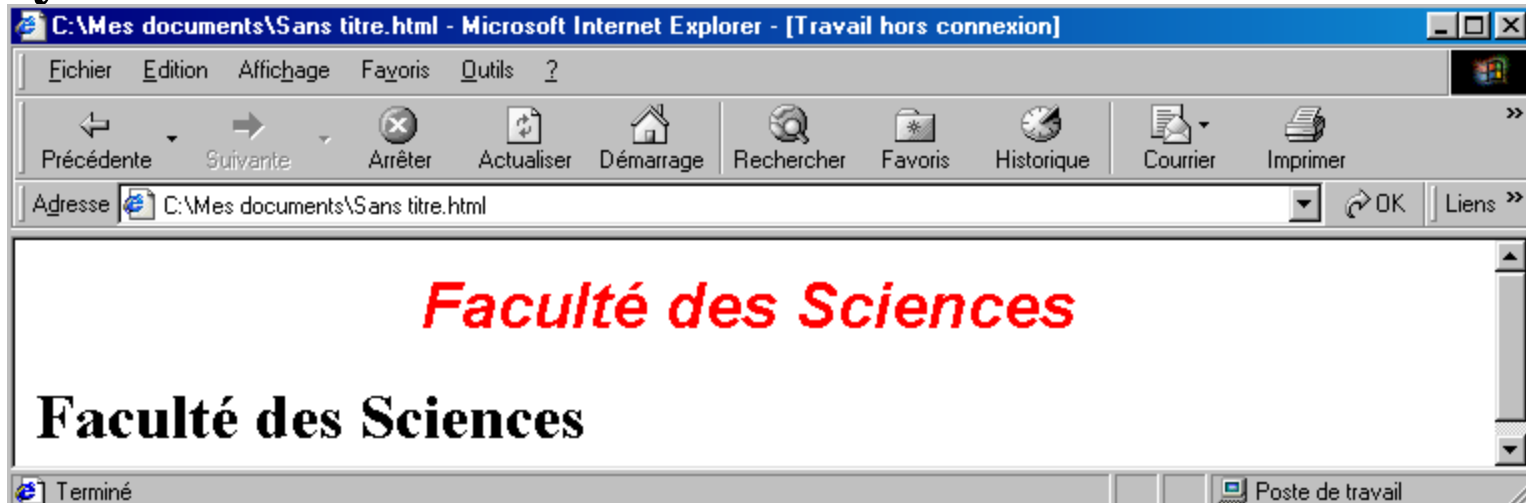 C:\Mes documents\Sans titre.html - Microsoft Internet Explorer - [Travail hors connexion]
Fichier Edition Affichage Favoris Outils ?
Précédente Suivante Arrêter Actualiser Démarrage Rechercher Favoris Historique Courrier Imprimer »
Adresse C:\Mes documents\Sans titre.html OK Liens »
Faculté des Sciences
Faculté des Sciences
Terminé Poste de travail